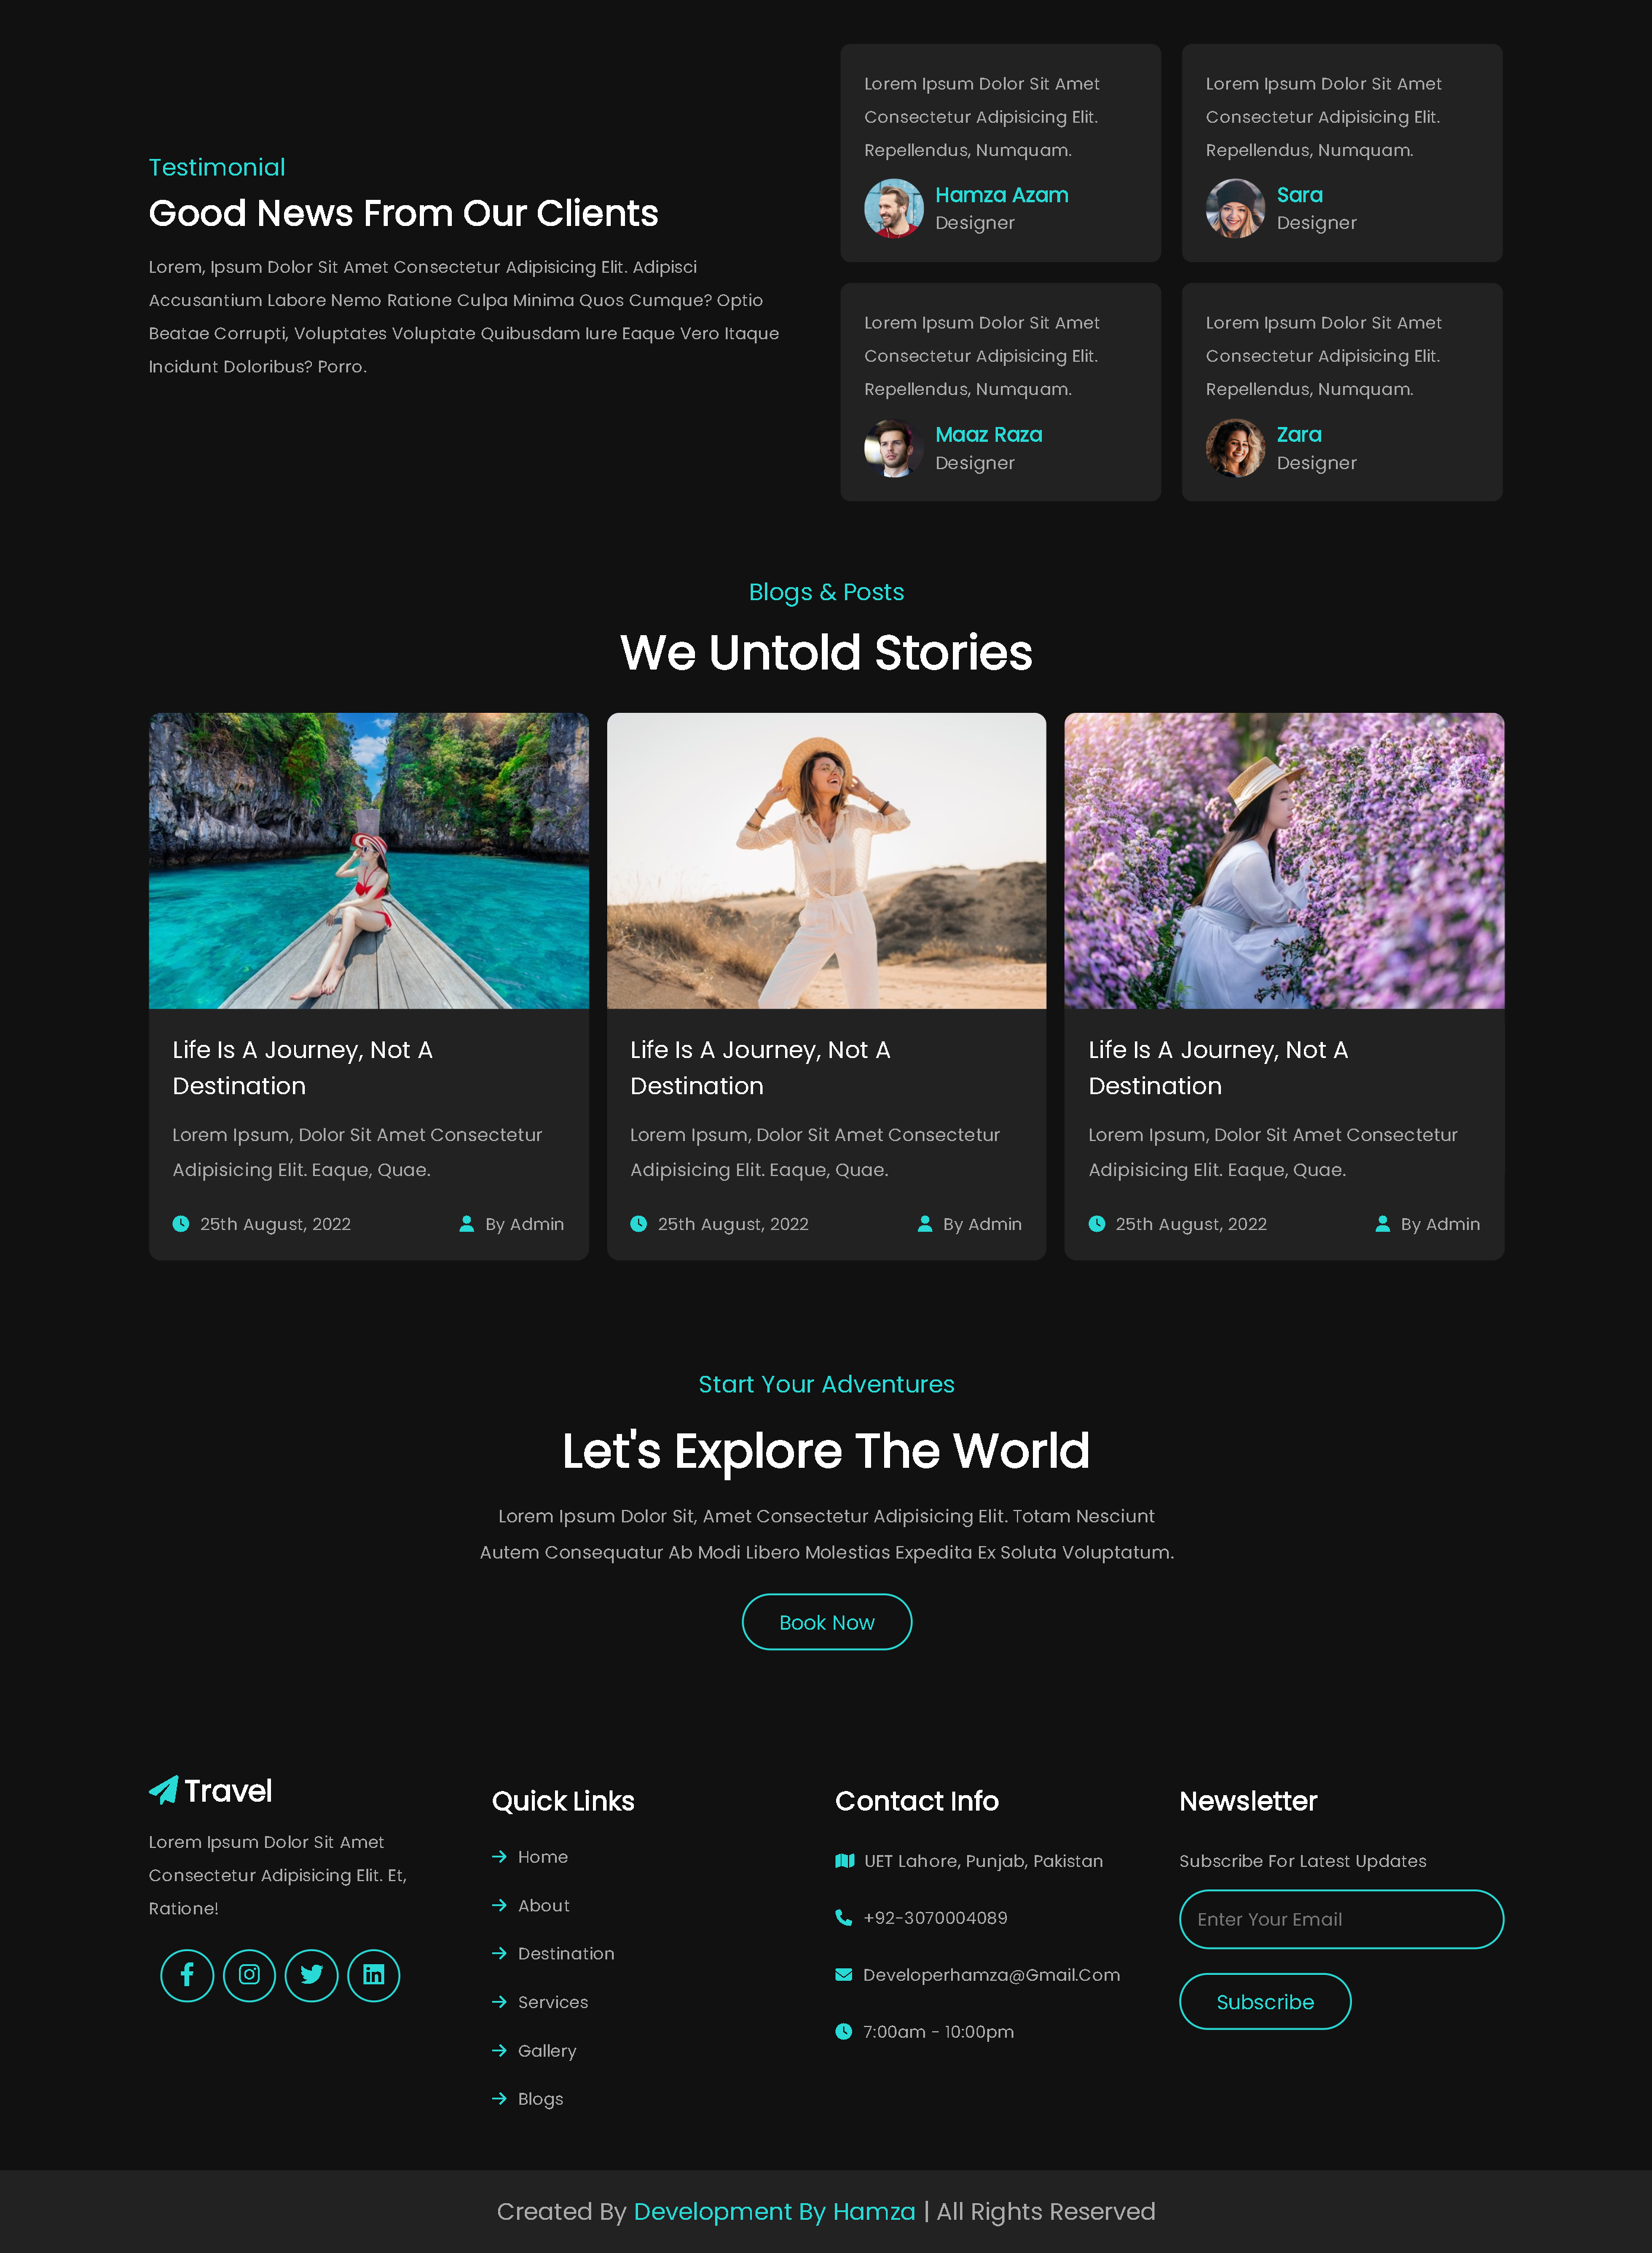 Testimonial
Good News From Our Clients
Lorem, Ipsum Dolor Sit Amet Consectetur Adipisicing Elit. Adipisci
Accusantium Labore Nemo Ratione Culpa Minima Quos Cumque? Optio
Beatae Corrupti, Voluptates Voluptate Quibusdam Iure Eaque Vero Itaque
Incidunt Doloribus? Porro.
Lorem Ipsum Dolor Sit Amet
Consectetur Adipisicing Elit.
Repellendus, Numquam.
Hamza Azam
Designer
Lorem Ipsum Dolor Sit Amet
Consectetur Adipisicing Elit.
Repellendus, Numquam.
Sara
Designer
Lorem Ipsum Dolor Sit Amet
Consectetur Adipisicing Elit.
Repellendus, Numquam.
Maaz Raza
Designer
Lorem Ipsum Dolor Sit Amet
Consectetur Adipisicing Elit.
Repellendus, Numquam.
Zara
Designer
Blogs & Posts
We Untold Stories
Life Is A Journey, Not A
Destination
Lorem Ipsum, Dolor Sit Amet Consectetur
Adipisicing Elit. Eaque, Quae.
25th August, 2022 By Admin
Life Is A Journey, Not A
Destination
Lorem Ipsum, Dolor Sit Amet Consectetur
Adipisicing Elit. Eaque, Quae.
25th August, 2022 By Admin
Life Is A Journey, Not A
Destination
Lorem Ipsum, Dolor Sit Amet Consectetur
Adipisicing Elit. Eaque, Quae.
25th August, 2022 By Admin
Start Your Adventures
Let's Explore The World
Lorem Ipsum Dolor Sit, Amet Consectetur Adipisicing Elit. Totam Nesciunt
Autem Consequatur Ab Modi Libero Molestias Expedita Ex Soluta Voluptatum.
Book Now
Travel
Lorem Ipsum Dolor Sit Amet
Consectetur Adipisicing Elit. Et,
Ratione!
Quick Links
Home
About
Destination
Services
Gallery
Blogs
Contact Info
UET Lahore, Punjab, Pakistan
+92-3070004089
Developerhamza@Gmail.Com
7:00am - 10:00pm
Newsletter
Subscribe For Latest Updates
Enter Your Email
Subscribe
Created By Development By Hamza | All Rights Reserved